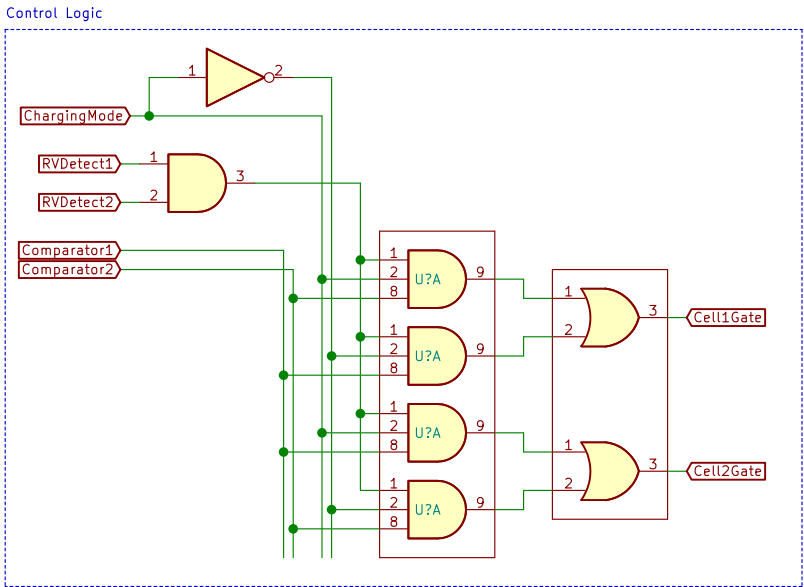 Control Logic
1 2
ChargingMode
RVDetect1 1
3
RVDetect2 2
Comparator1
Comparator2
1
2 U?A 9
8
1
2 U?A 9
8
1
2 U?A 9
8
1
2 U?A 9
8
1
3 Cell1Gate
2
1
3 Cell2Gate
2